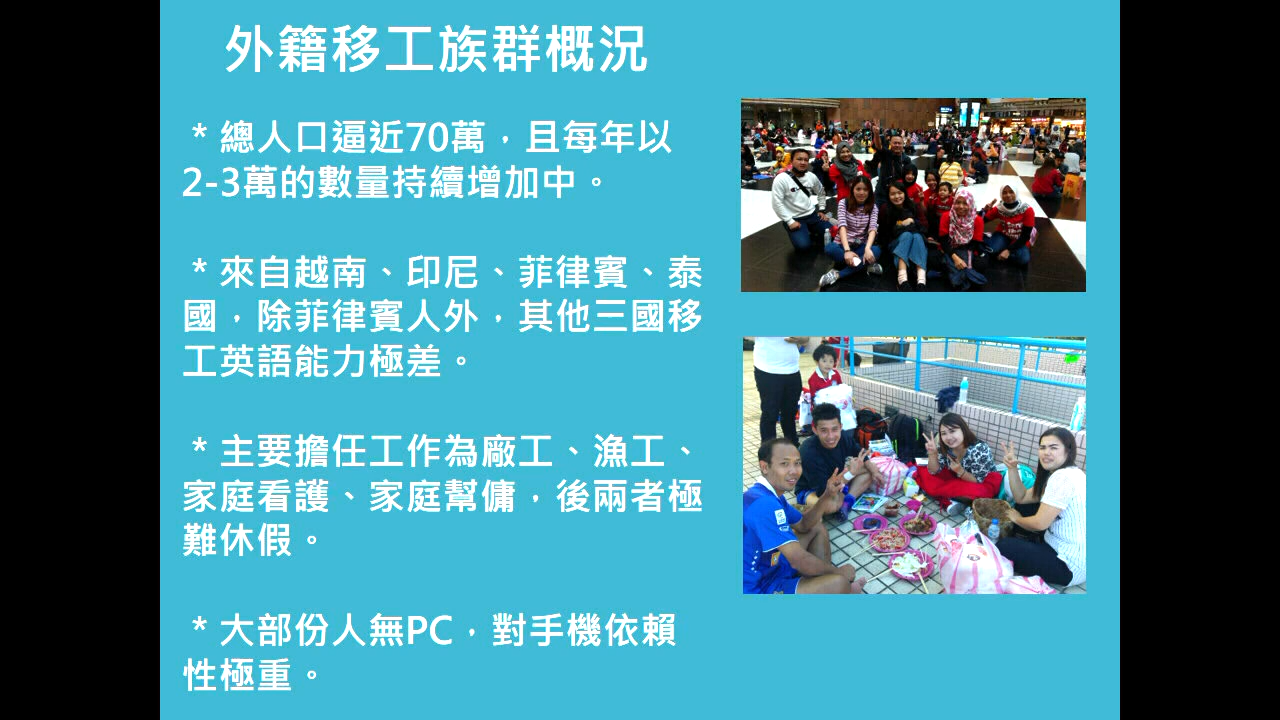 外籍移工族群概況
* 總人口逼近70萬，且每年以
2-3萬的數量持續增加中。
* 來自越南、印尼、菲律賓、泰
國，除菲律賓人外，其他三國移
工英語能力極差。
* 主要擔任工作為廠工、漁工、
家庭看護、家庭幫傭，後兩者極
難休假。
* 大部份人無PC，對手機依賴
性極重。